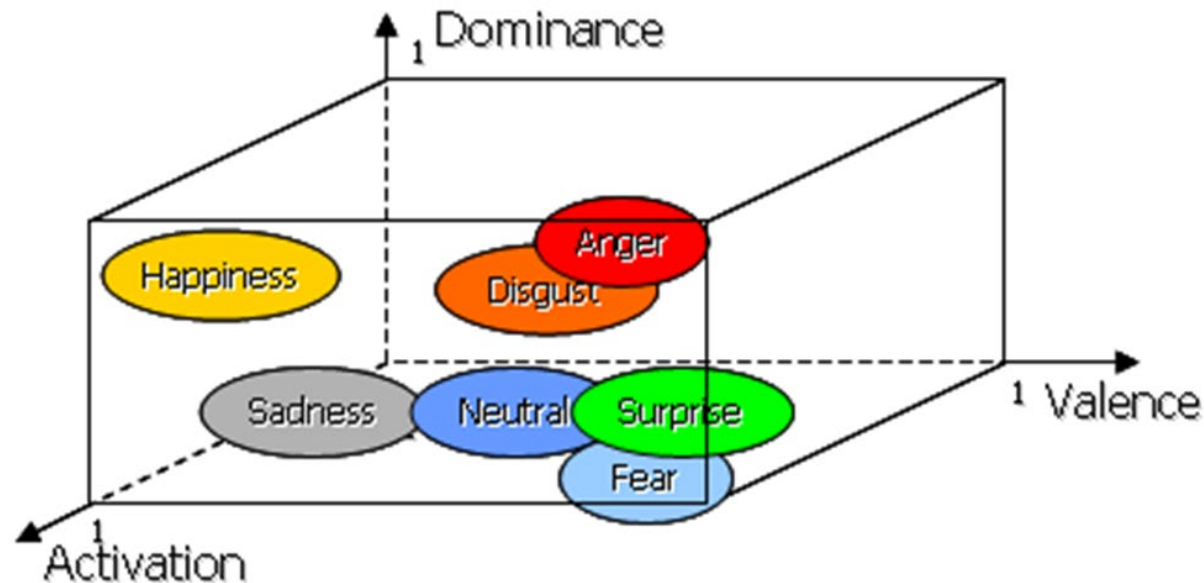 1 Dominance
Anger
Happiness
Disgust
Sadness
Neutral
Surprise
1 Valence
Fear
1
Activation